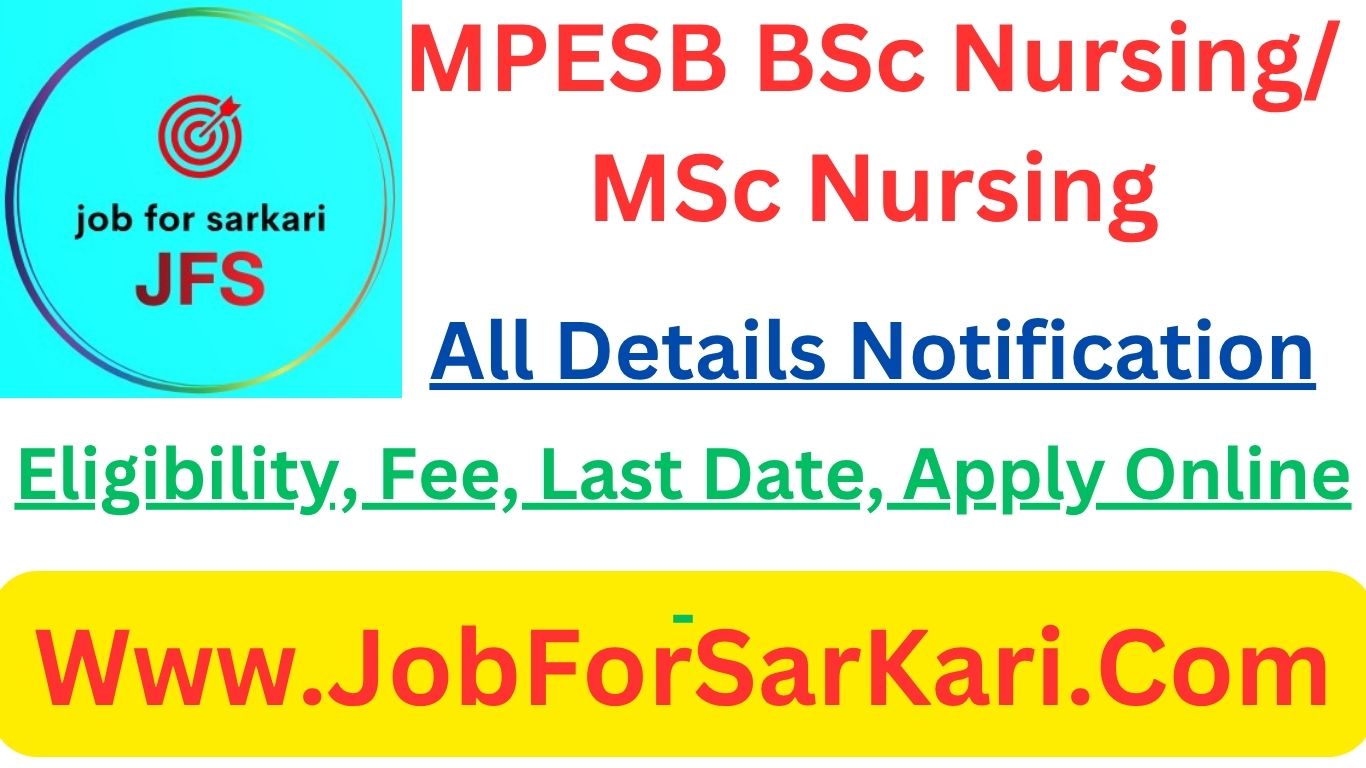 job for sarkari
JFS
MPESB BSc Nursing/
MSc Nursing
All Details Notification
Eligibility, Fee, Last Date, Apply Online
-
Www.JobForSarKari.Com